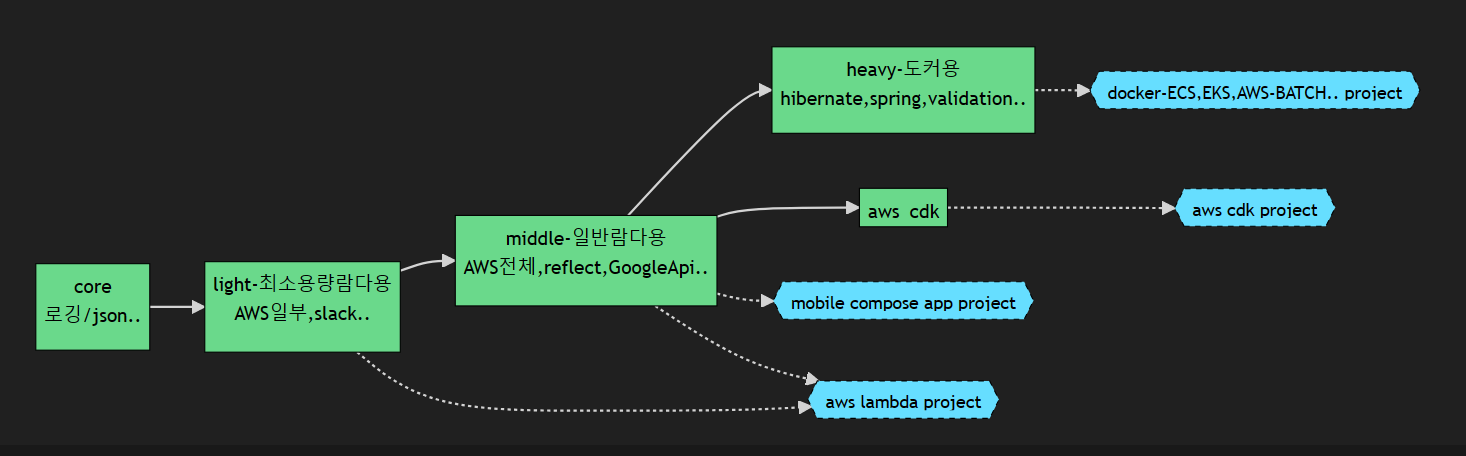 core
로깅/json..
light-최소용량람다용
AWS일부,slack..
middle-일반람다용
AWS전체,reflect,GoogleApi..
heavy-도커용
hibernate,spring,validation..
docker-ECS,EKS,AWS-BATCH.. project
aws cdk
aws cdk project
mobile compose app project
aws lambda project